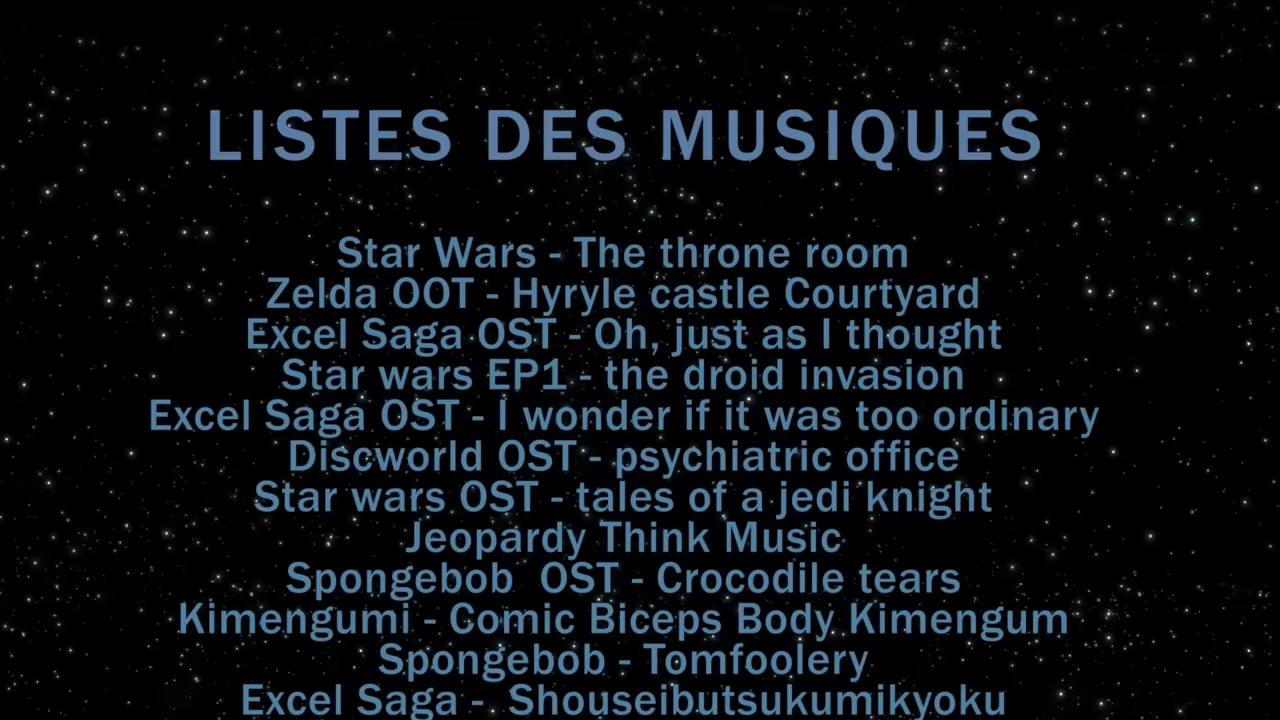 LISTES DES MUSIQUES
Star Wars - The throne room
Zelda OOT - Hyryle castle Courtyard
Excel Saga OST - Oh, just as I thought
Star wars EP1 - the droid invasion
Excel Saga OST - I wonder if it was too ordinary
Discworld OST - psychiatric office
Star wars OST - tales of a jedi knight
Jeopardy Think Music
Spongebob  OST - Crocodile tears
Kimengumi - Comic Biceps Body Kimengum
Spongebob - Tomfoolery
Excel Saga -  Shouseibutsukumikyoku